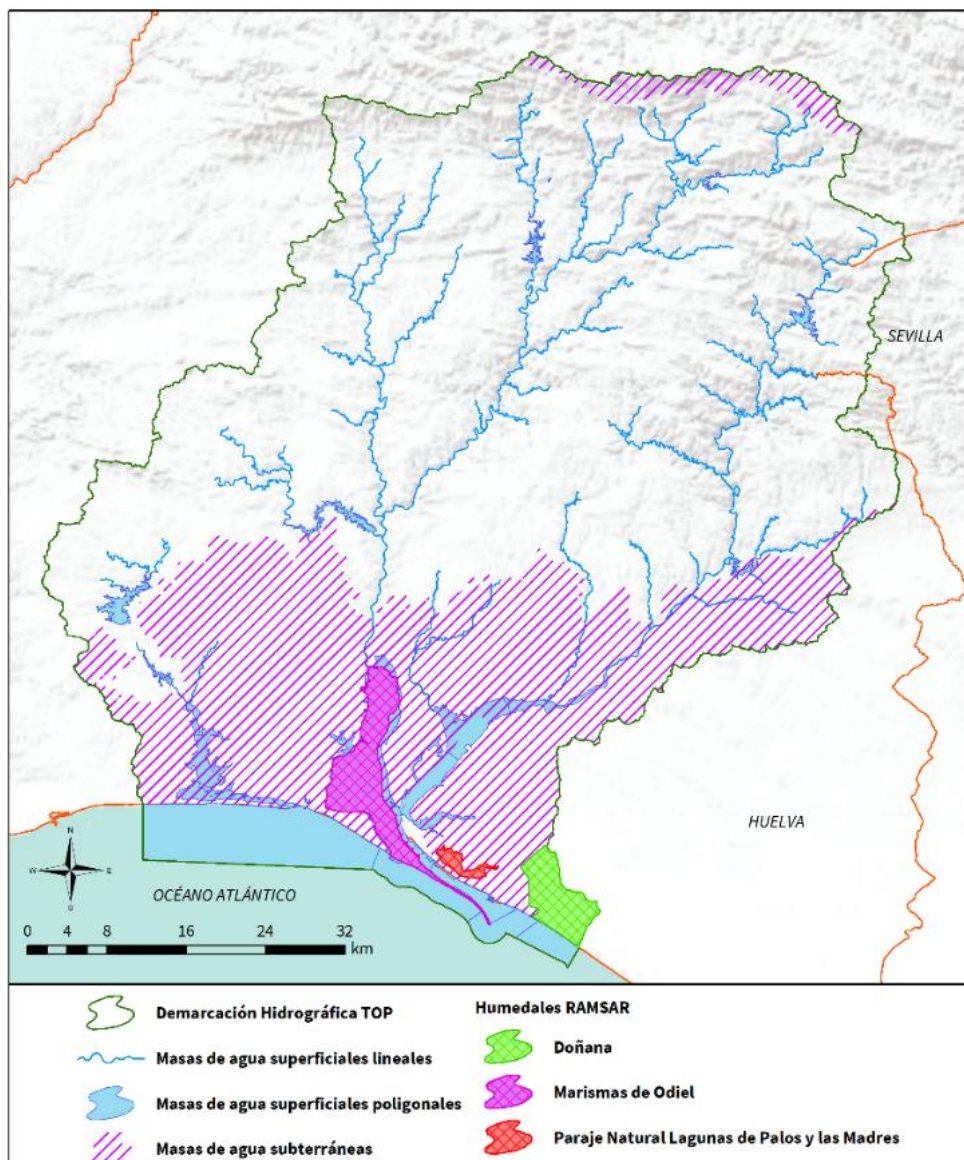 SEVILLA
HUELVA
N
W
E
S
OCÉANO ATLÁNTICO
0 2 4 8 16 24 32
km
Demarcación Hidrográfica TOP
Masas de agua superficiales lineales
Masas de agua superficiales poligonales
Masas de agua subterráneas
Humedales RAMSAR
Doñana
Marismas de Odiel
Paraje Natural Lagunas de Palos y las Madres